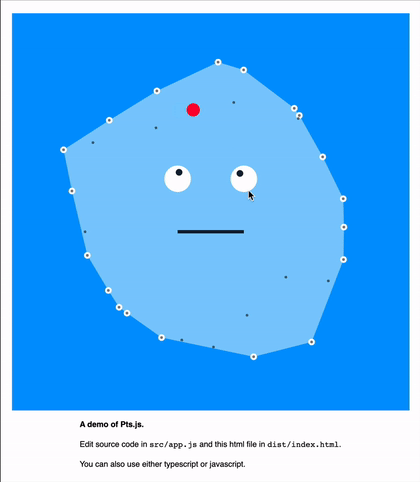 A demo of Pts.js.
Edit source code in src/app.js and this html file in dist/index.html.
You can also use either typescript or javascript.